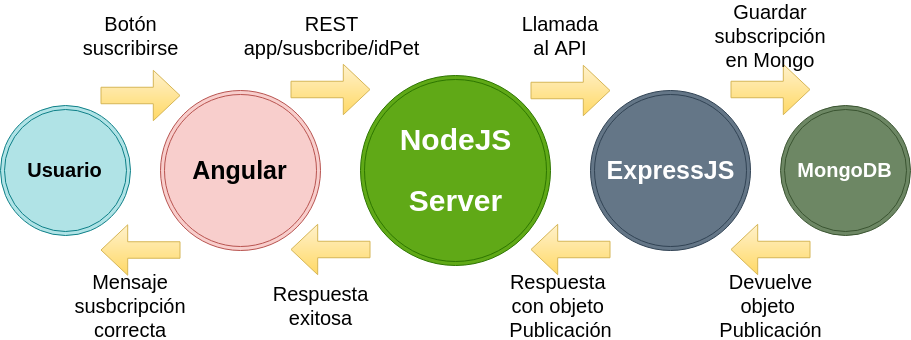 Botón
suscribirse
REST
app/susbcribe/idPet
Llamada
al API
Guardar
subscripción
en Mongo
Usuario
Angular
NodeJS
Server
ExpressJS
MongoDB
Mensaje
susbcripción
correcta
Respuesta
exitosa
Respuesta
con objeto
Publicación
Devuelve
objeto
Publicación